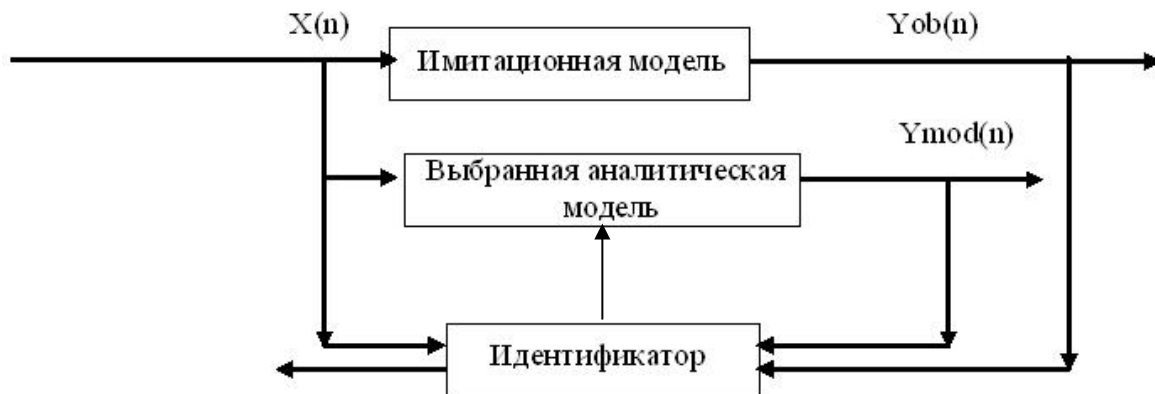 X(n)
Yob(n)
Имитационная модель
Ymod(n)
Выбранная аналитическая
модель
Идентификатор